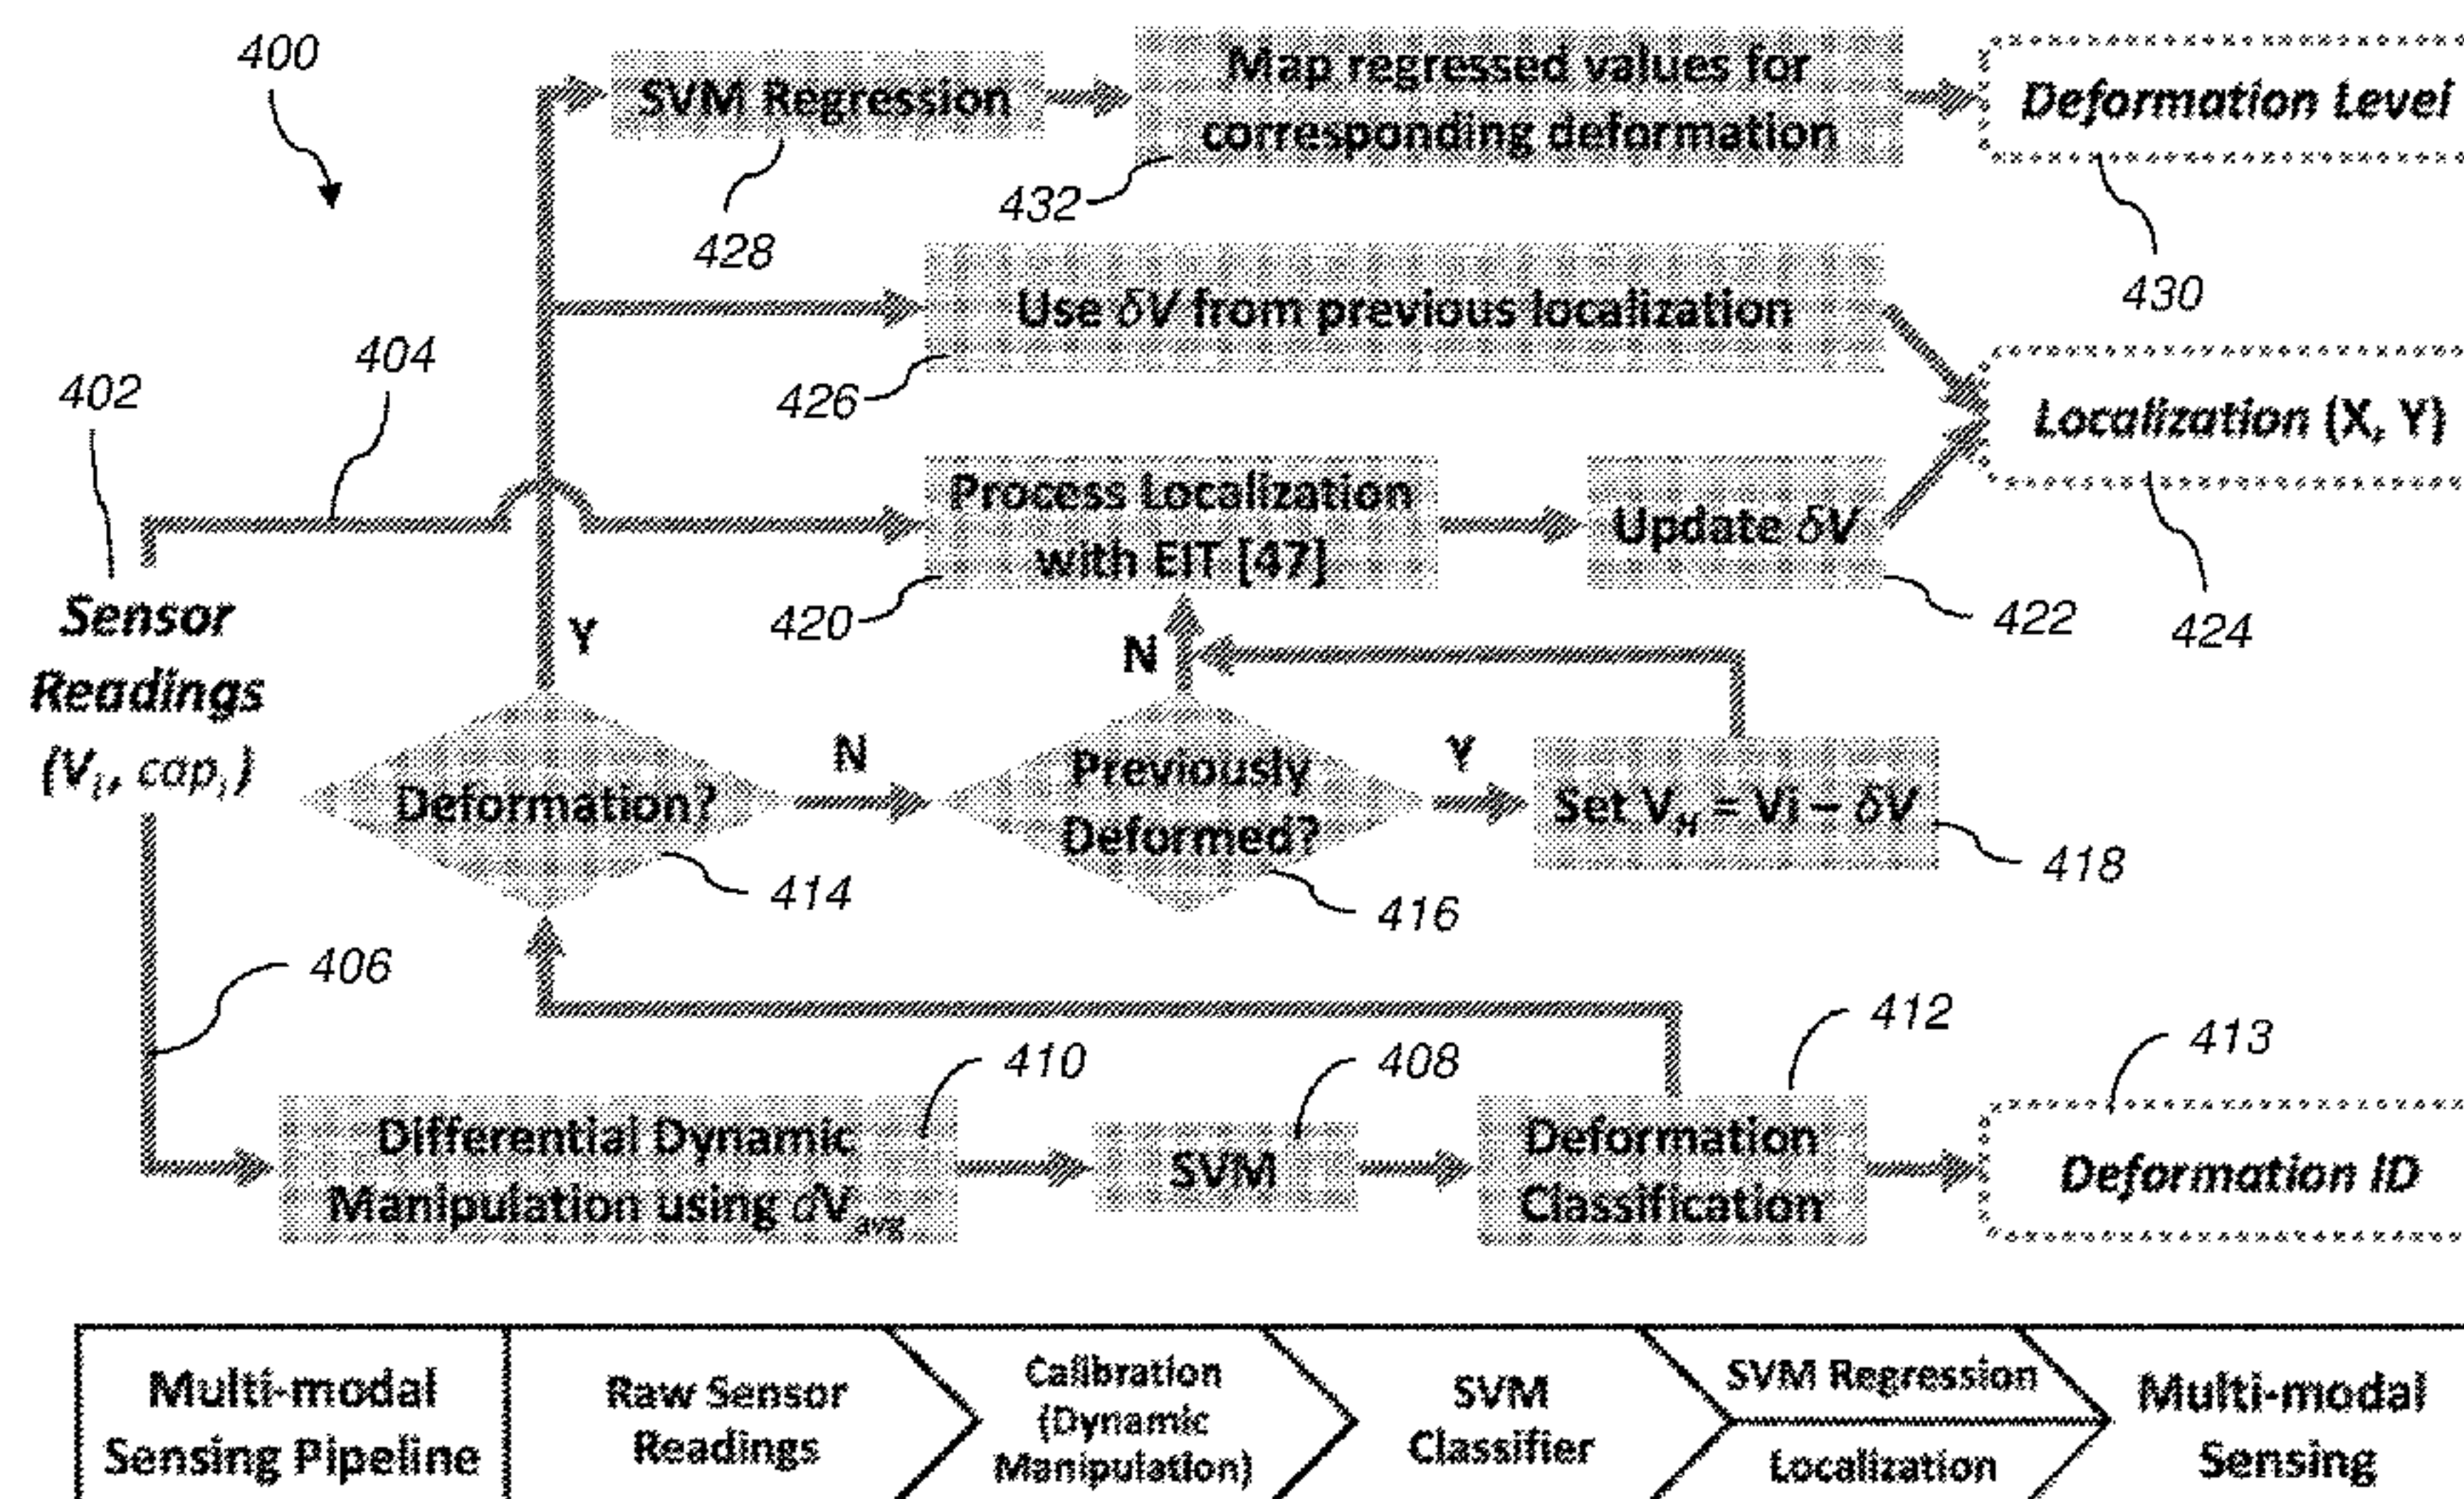 400
SVM Regression
Map regressed values for
corresponding deformation
Deformation Level
428
432
430
Use δV from previous localization
426
402
404
Localization (X, Y)
424
Process Localization
with EIT [47]
420
Update δV
422
Sensor
Readings
(Vᵢ, capᵢ)
Y
N
Deformation?
414
N
Previously
Deformed?
416
Y
Set V_H = Vi – δV
418
406
410
408
412
413
Differential Dynamic
Manipulation using dV_avg
SVM
Deformation
Classification
Deformation ID
Multi-modal
Sensing Pipeline
Raw Sensor
Readings
Calibration
(Dynamic
Manipulation)
SVM
Classifier
SVM Regression
Localization
Multi-modal
Sensing